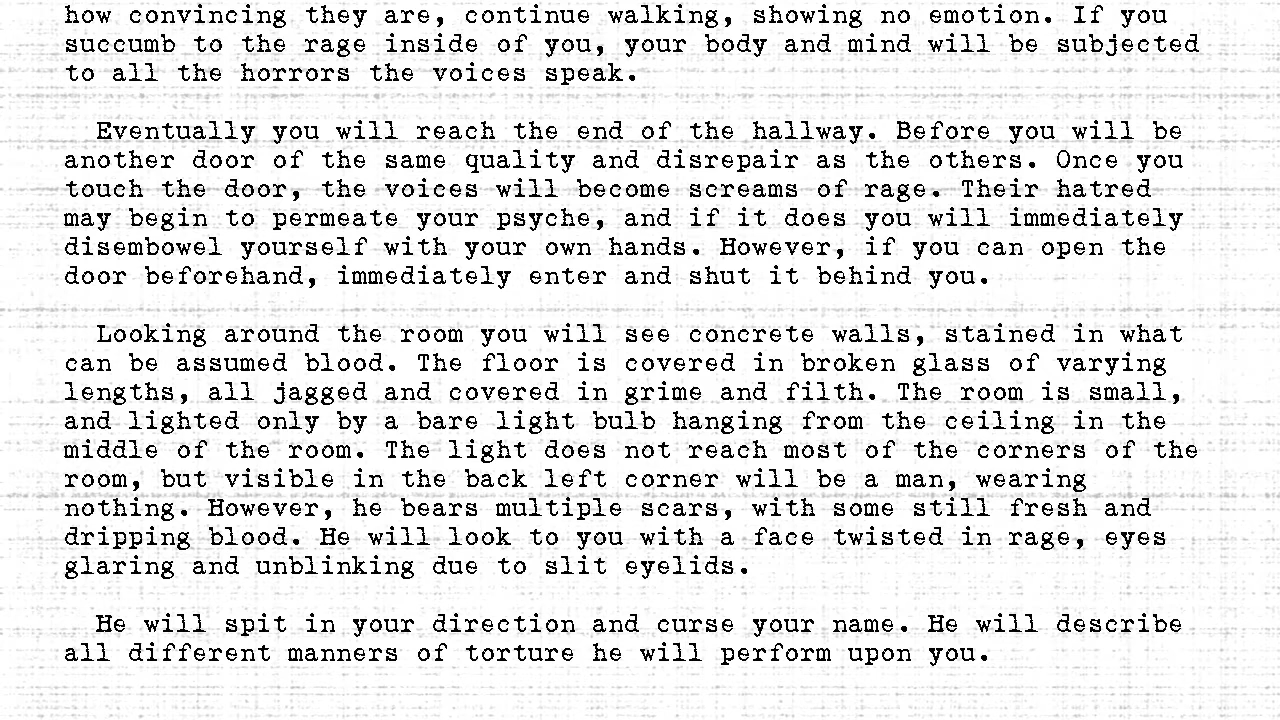 how convincing they are, continue walking, showing no emotion. If you
succumb to the rage inside of you, your body and mind will be subjected
to all the horrors the voices speak.
Eventually you will reach the end of the hallway. Before you will be
another door of the same quality and disrepair as the others. Once you
touch the door, the voices will become screams of rage. Their hatred
may begin to permeate your psyche, and if it does you will immediately
disembowel yourself with your own hands. However, if you can open the
door beforehand, immediately enter and shut it behind you.
Looking around the room you will see concrete walls, stained in what
can be assumed blood. The floor is covered in broken glass of varying
lengths, all jagged and covered in grime and filth. The room is small,
and lighted only by a bare light bulb hanging from the ceiling in the
middle of the room. The light does not reach most of the corners of the
room, but visible in the back left corner will be a man, wearing
nothing. However, he bears multiple scars, with some still fresh and
dripping blood. He will look to you with a face twisted in rage, eyes
glaring and unblinking due to slit eyelids.
He will spit in your direction and curse your name. He will describe
all different manners of torture he will perform upon you.